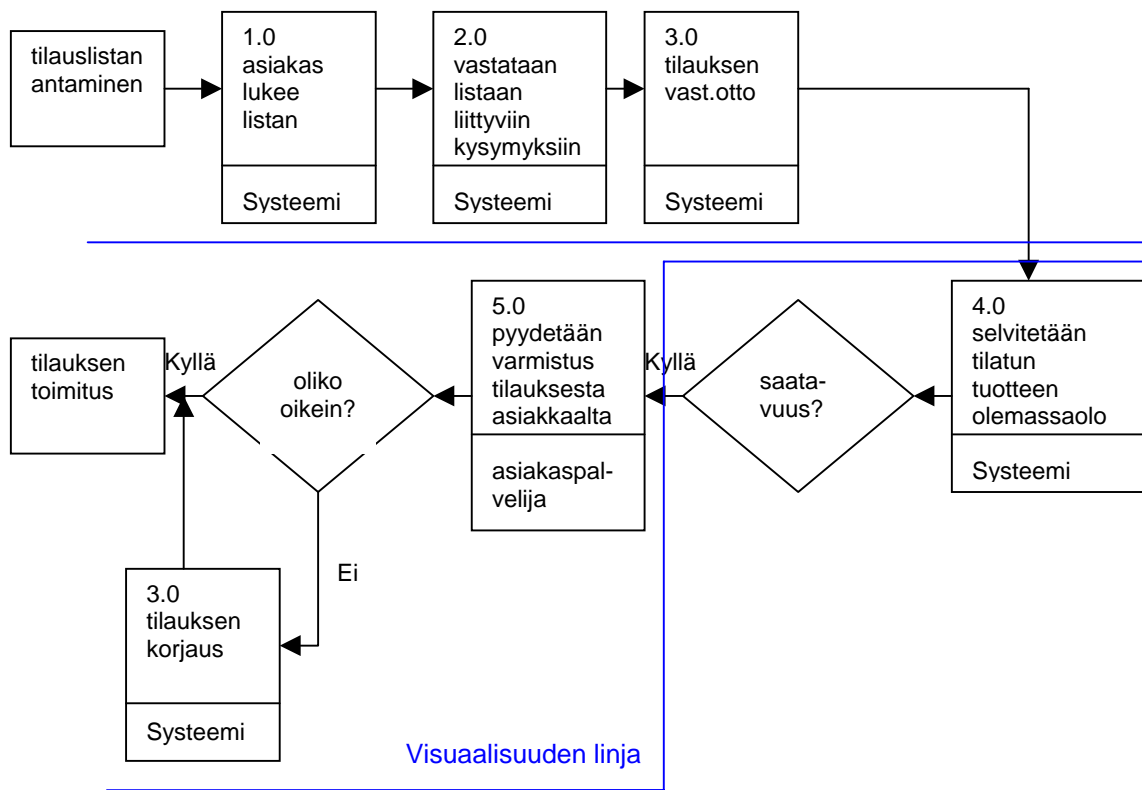 tilauslistan
antaminen
1.0
asiakas
lukee
listan
Systeemi
2.0
vastataan
listaan
liittyviin
kysymyksiin
Systeemi
3.0
tilauksen
vast.otto
Systeemi
4.0
selvitetään
tilatun
tuotteen
olemassaolo
Systeemi
saata-
vuus?
Kyllä
5.0
pyydetään
varmistus
tilauksesta
asiakkaalta
asiakaspal-
velija
oliko
oikein?
Kyllä
tilauksen
toimitus
Ei
3.0
tilauksen
korjaus
Systeemi
Visuaalisuuden linja